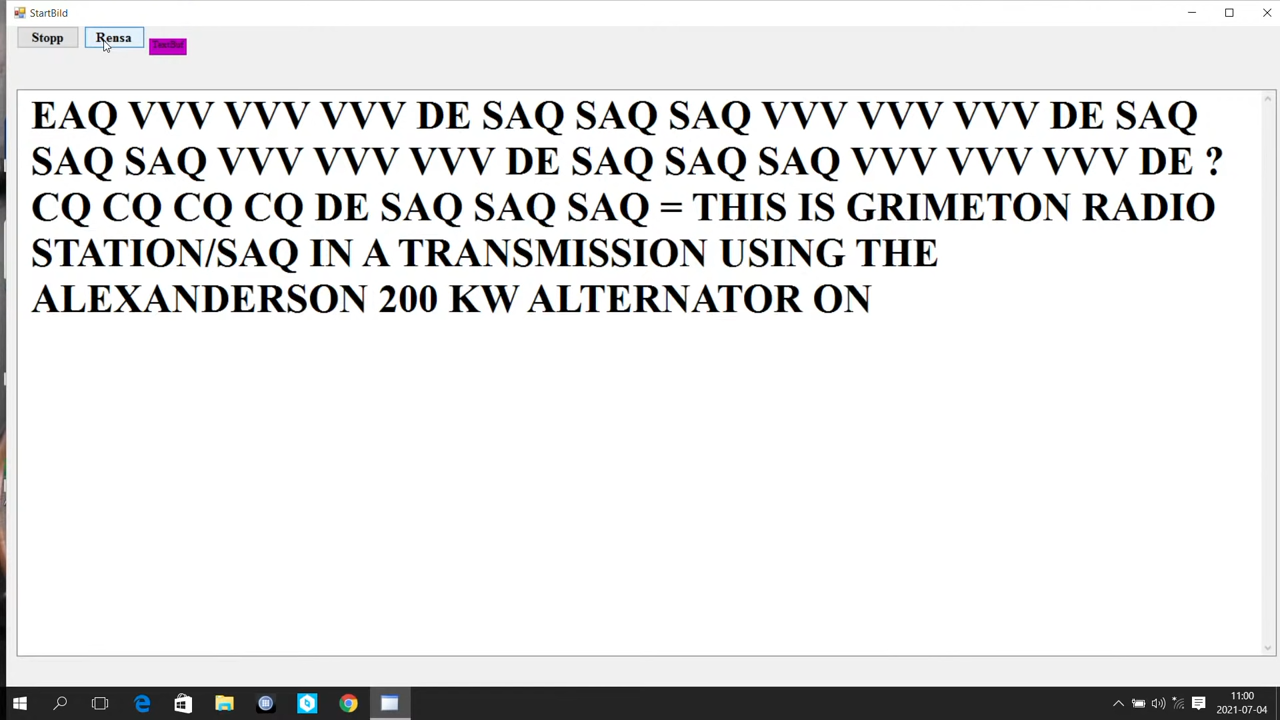 StartBild
Stopp Rensa
EAQ VVV VVV VVV DE SAQ SAQ SAQ VVV VVV VVV DE SAQ
SAQ SAQ VVV VVV VVV DE SAQ SAQ SAQ VVV VVV VVV DE ?
CQ CQ CQ CQ DE SAQ SAQ SAQ = THIS IS GRIMETON RADIO
STATION/SAQ IN A TRANSMISSION USING THE
ALEXANDERSON 200 KW ALTERNATOR ON
11:00
2021-07-04